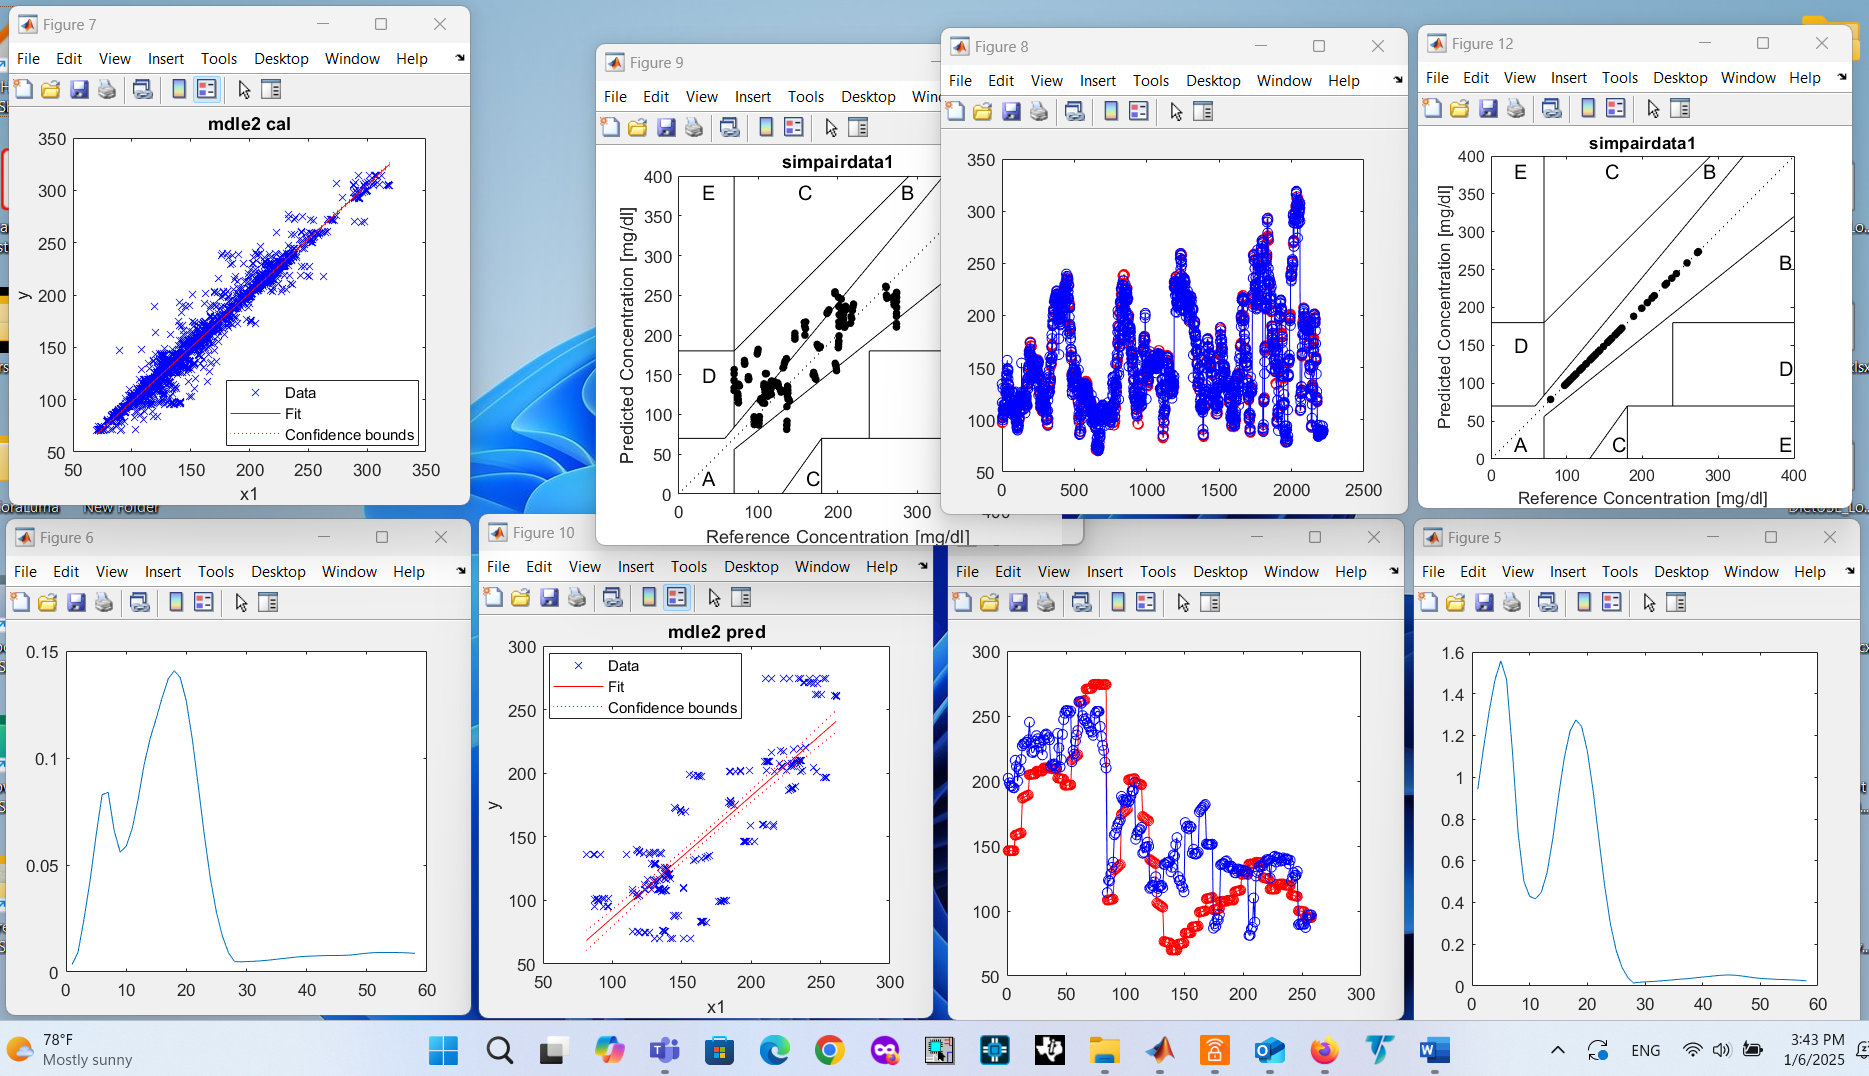 Figure 7
File Edit View Insert Tools Desktop Window Help
mdle2 cal
350
300
250
200
150
100
50
y
Data
Fit
Confidence bounds
50 100 150 200 250 300 350
x1
Figure 9
File Edit View Insert Tools Desktop
simpairdata1
400
350
300
250
200
150
100
50
0
Predicted Concentration [mg/dl]
E C B
D
A C
0 100 200 300
Reference Concentration [mg/dl]
Figure 8
File Edit View Insert Tools Desktop Window Help
350
300
250
200
150
100
50
0 500 1000 1500 2000 2500
Figure 12
File Edit View Insert Tools Desktop Window Help
simpairdata1
400
350
300
250
200
150
100
50
0
Predicted Concentration [mg/dl]
E C B
B
D D
A C E
0 100 200 300 400
Reference Concentration [mg/dl]
New Folder
Figure 6
File Edit View Insert Tools Desktop Window Help
0.15
0.1
0.05
0
0 10 20 30 40 50 60
Figure 10
File Edit View Insert Tools Desktop Window Help
mdle2 pred
300
250
200
150
100
50
y
Data
Fit
Confidence bounds
50 100 150 200 250 300
x1
File Edit View Insert Tools Desktop Window Help
300
250
200
150
100
50
0 50 100 150 200 250 300
Figure 5
File Edit View Insert Tools Desktop Window Help
1.6
1.4
1.2
1
0.8
0.6
0.4
0.2
0
0 10 20 30 40 50 60
78°F
Mostly sunny
ENG
3:43 PM
1/6/2025